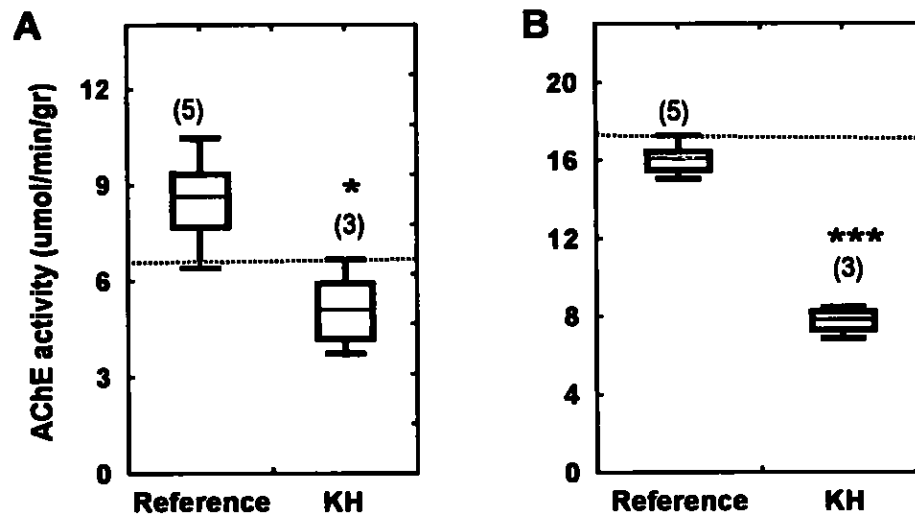 A
AChE activity (umol/min/gr)
12
9
6
3
0
(5)
*
(3)
Reference
KH
B
20
16
12
8
4
0
(5)
***
(3)
Reference
KH